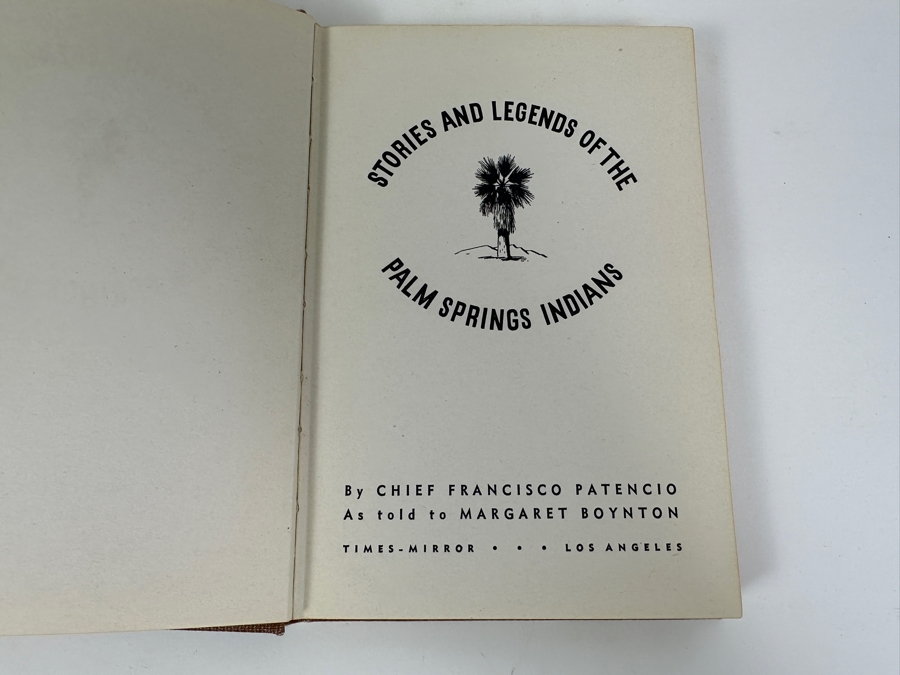 STORIES AND LEGENDS OF THE
PALM SPRINGS INDIANS
By CHIEF FRANCISCO PATENCIO
As told to MARGARET BOYNTON
TIMES-MIRROR • • • LOS ANGELES